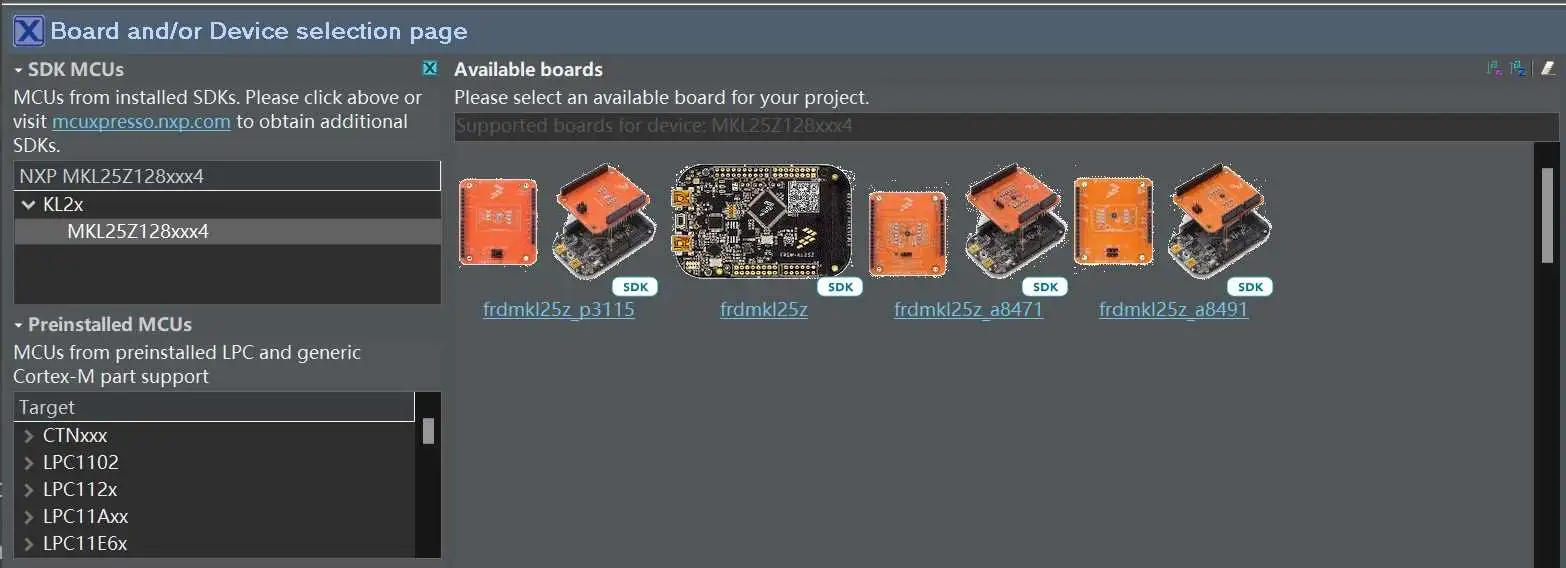 Board and/or Device selection page
SDK MCUs
MCUs from installed SDKs. Please click above or
visit mcuxpresso.nxp.com to obtain additional
SDKs.
NXP MKL25Z128xxx4
KL2x
MKL25Z128xxx4
Preinstalled MCUs
MCUs from preinstalled LPC and generic
Cortex-M part support
Target
CTNxxx
LPC1102
LPC112x
LPC11Axx
LPC11E6x
Available boards
Please select an available board for your project.
Supported boards for device: MKL25Z128xxx4
FRDM-KL25Z
SDK
SDK
SDK
SDK
frdmkl25z_p3115
frdmkl25z
frdmkl25z_a8471
frdmkl25z_a8491